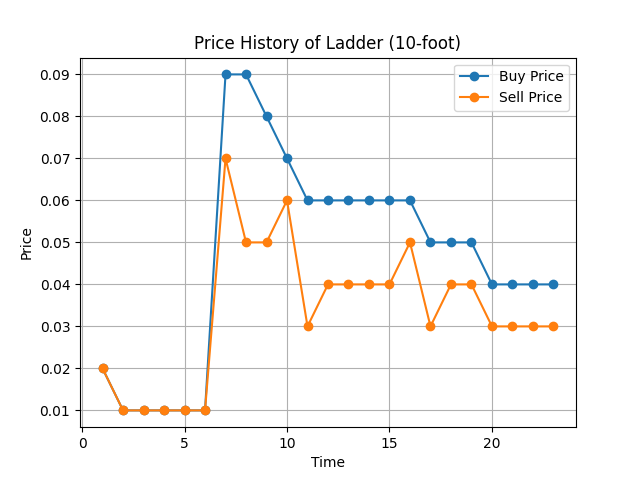 Price History of Ladder (10-foot)
Buy Price
Sell Price
0.09
0.08
0.07
0.06
0.05
0.04
0.03
0.02
0.01
Price
0 5 10 15 20
Time